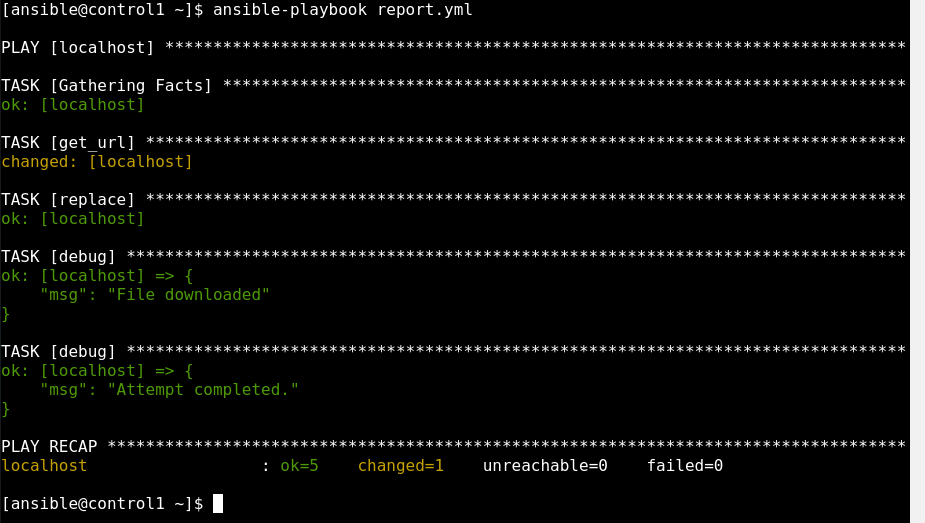 [ansible@control1 ~]$ ansible-playbook report.yml
PLAY [localhost] *****************************************************************************
TASK [Gathering Facts] ***********************************************************************
ok: [localhost]
TASK [get_url] *******************************************************************************
changed: [localhost]
TASK [replace] *******************************************************************************
ok: [localhost]
TASK [debug] *********************************************************************************
ok: [localhost] => {
    "msg": "File downloaded"
}
TASK [debug] *********************************************************************************
ok: [localhost] => {
    "msg": "Attempt completed."
}
PLAY RECAP ***********************************************************************************
localhost                  : ok=5    changed=1    unreachable=0    failed=0
[ansible@control1 ~]$